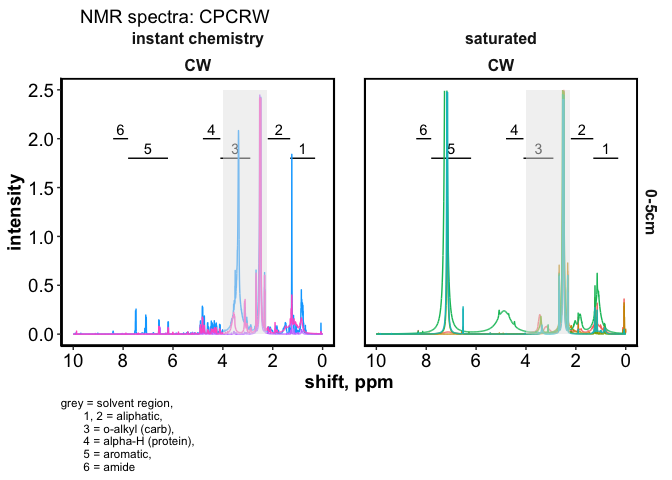 NMR spectra: CPCRW
instant chemistry
saturated
CW
CW
2.5
2.0
1.5
1.0
0.5
0.0
intensity
6
5
4
3
2
1
6
5
4
3
2
1
0-5cm
10
8
6
4
2
0
10
8
6
4
2
0
shift, ppm
grey = solvent region,
1, 2 = aliphatic,
3 = o-alkyl (carb),
4 = alpha-H (protein),
5 = aromatic,
6 = amide